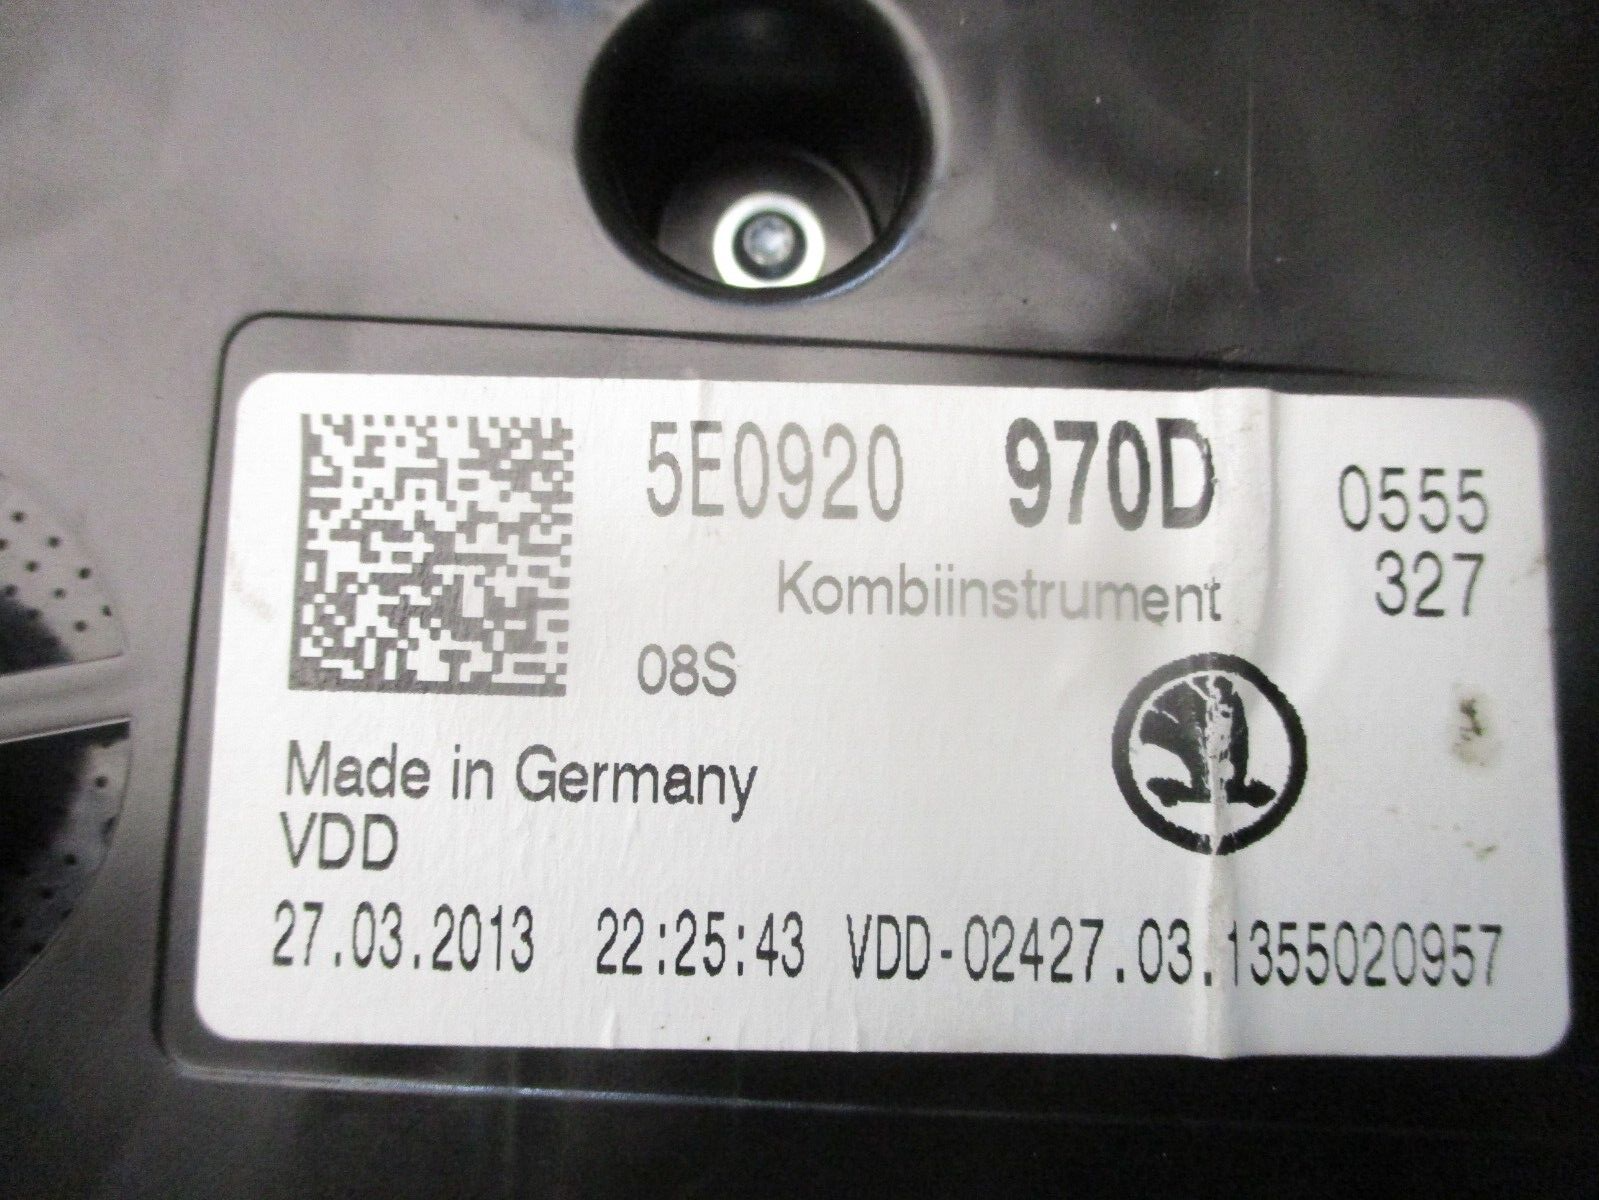 5E0920 970D 0555
Kombiinstrument 327
08S
Made in Germany
VDD
27.03.2013 22:25:43 VDD-02427.03.1355020957